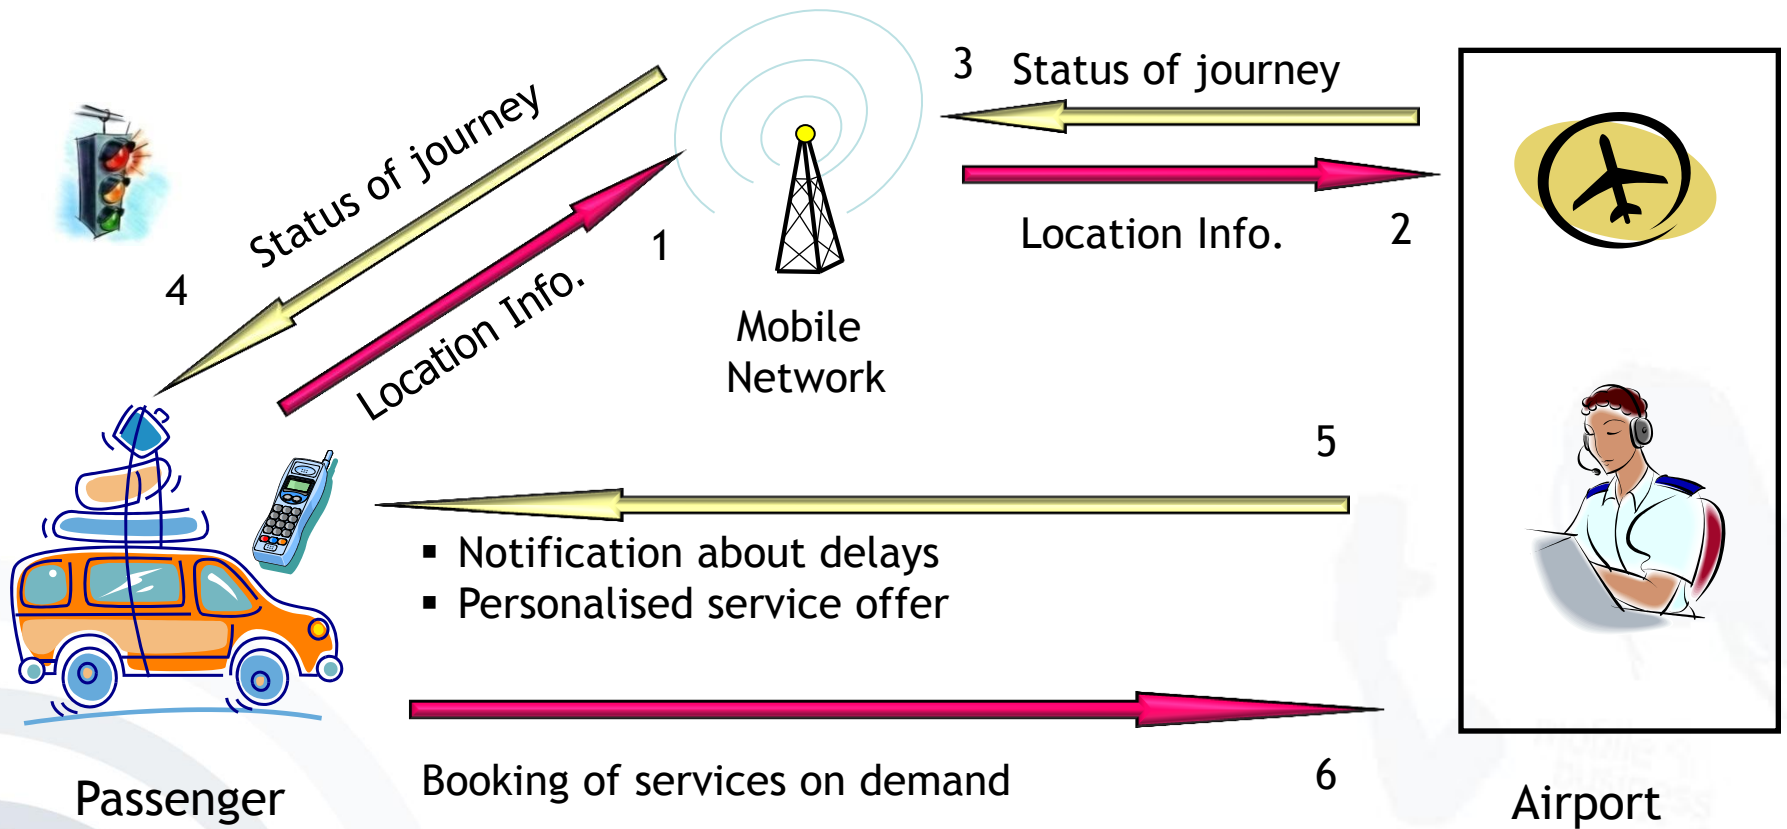 3 Status of journey
Status of journey
Location Info. 2
1
Location Info.
4
Mobile
Network
5
▪ Notification about delays
▪ Personalised service offer
Booking of services on demand 6
Passenger
Airport